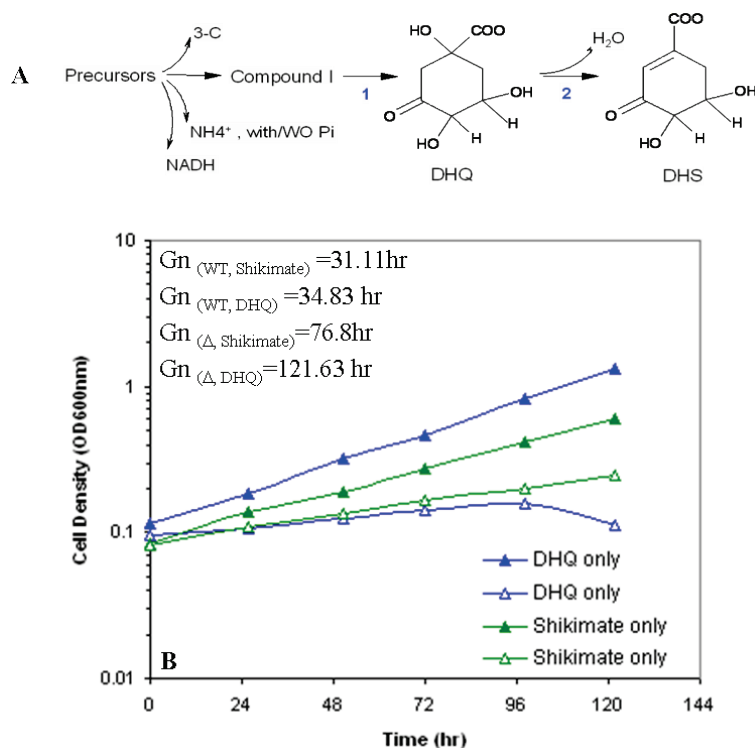 3-C
A
Precursors
Compound I
NH4⁺ , with/WO Pi
NADH
1
HO
COO
O
OH
HO
H
H
DHQ
H₂O
2
COO
O
OH
HO
H
H
DHS
Gn (WT, Shikimate) =31.11hr
Gn (WT, DHQ) =34.83 hr
Gn (Δ, Shikimate)=76.8hr
Gn (Δ, DHQ)=121.63 hr
Cell Density (OD600nm)
10
1
0.1
0.01
DHQ only
DHQ only
Shikimate only
Shikimate only
B
0 24 48 72 96 120 144
Time (hr)